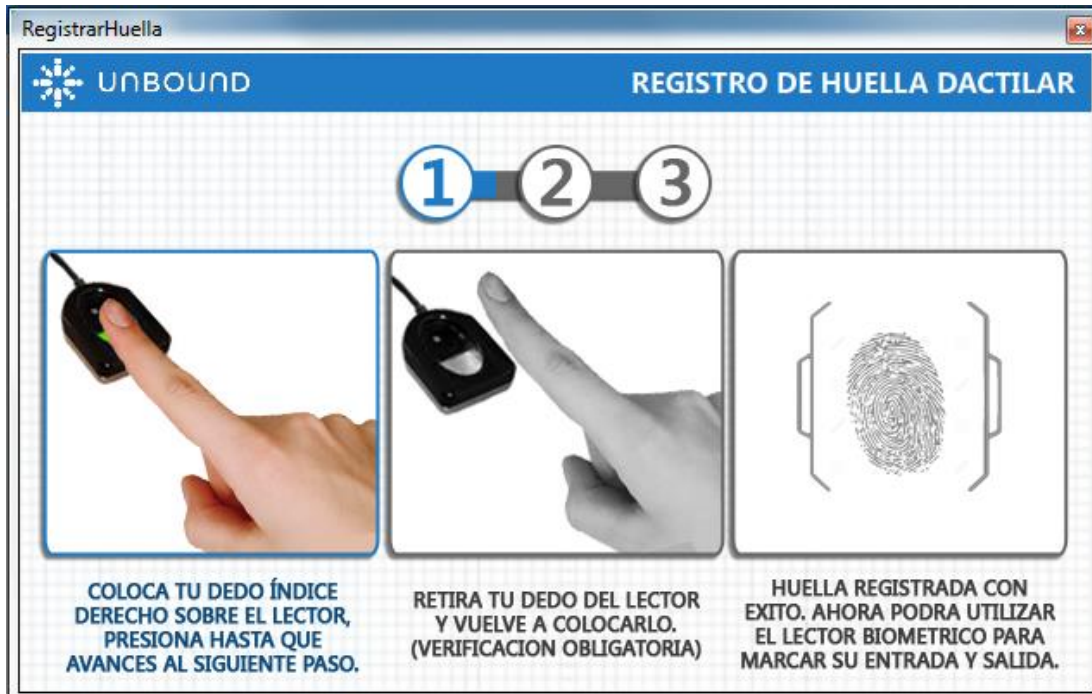 RegistrarHuella
UNBOUND
REGISTRO DE HUELLA DACTILAR
1 2 3
COLOCA TU DEDO ÍNDICE
DERECHO SOBRE EL LECTOR,
PRESIONA HASTA QUE
AVANCES AL SIGUIENTE PASO.
RETIRA TU DEDO DEL LECTOR
Y VUELVE A COLOCARLO.
(VERIFICACION OBLIGATORIA)
HUELLA REGISTRADA CON
EXITO. AHORA PODRA UTILIZAR
EL LECTOR BIOMETRICO PARA
MARCAR SU ENTRADA Y SALIDA.